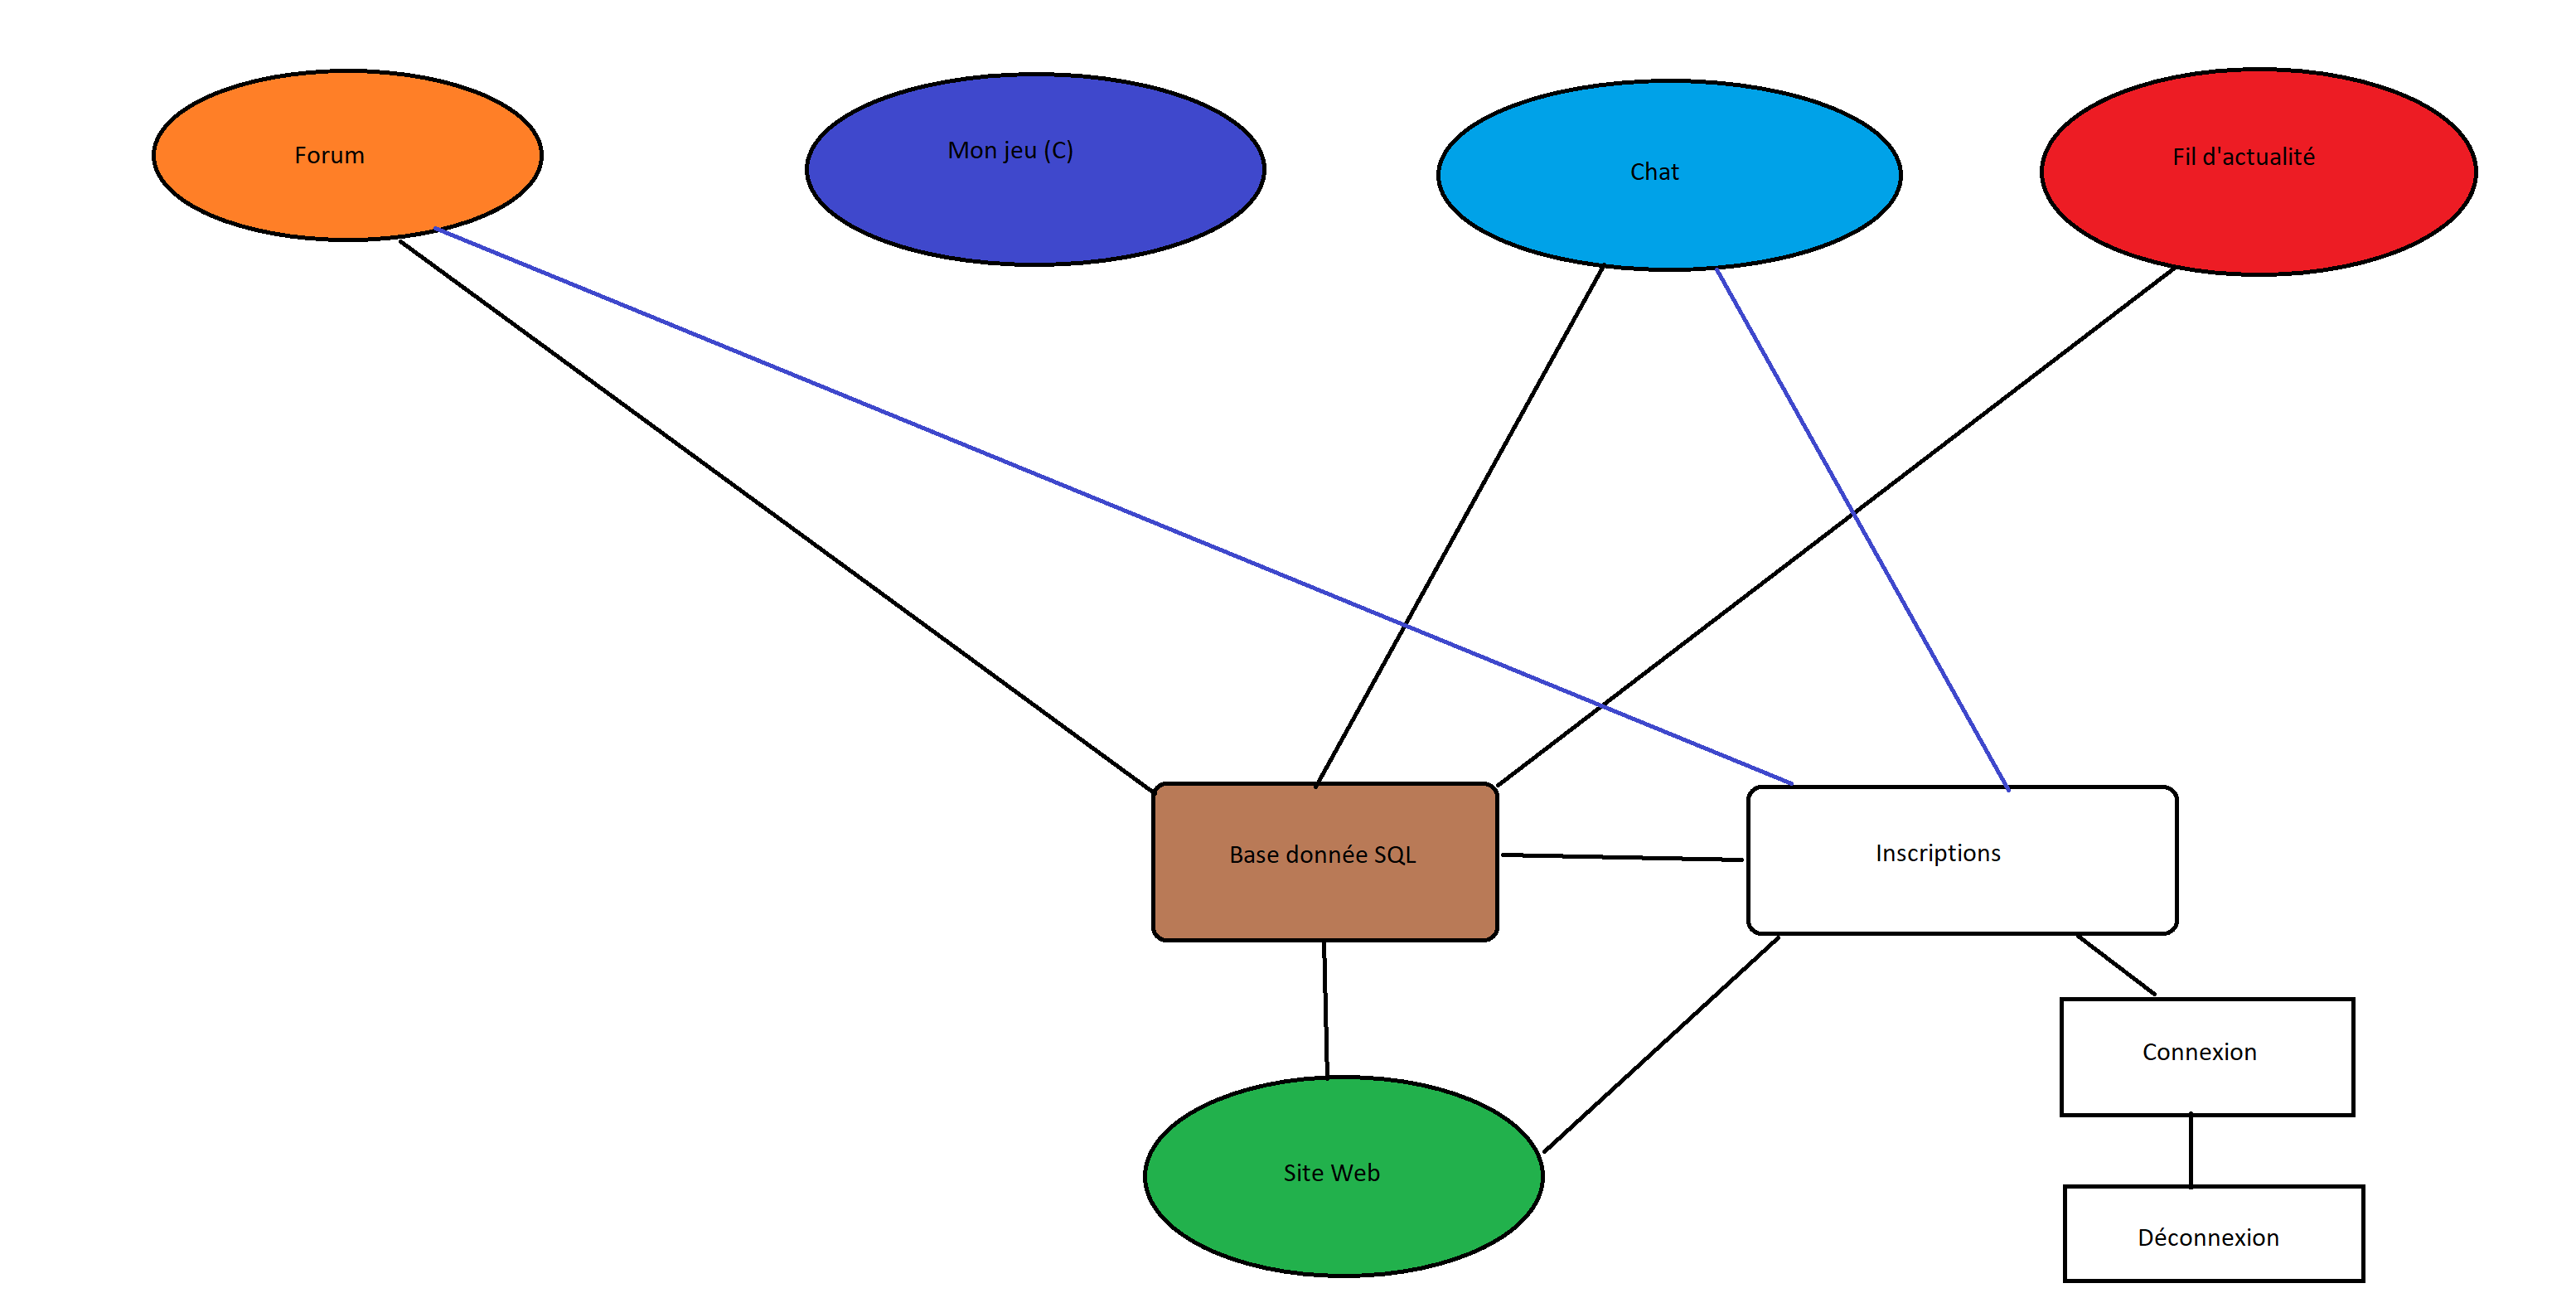 Forum
Mon jeu (C)
Chat
Fil d'actualité
Base donnée SQL
Inscriptions
Connexion
Site Web
Déconnexion